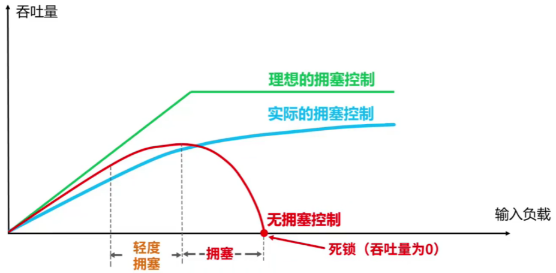 吞吐量
理想的拥塞控制
实际的拥塞控制
无拥塞控制
输入负载
轻度
拥塞
拥塞
死锁（吞吐量为0）